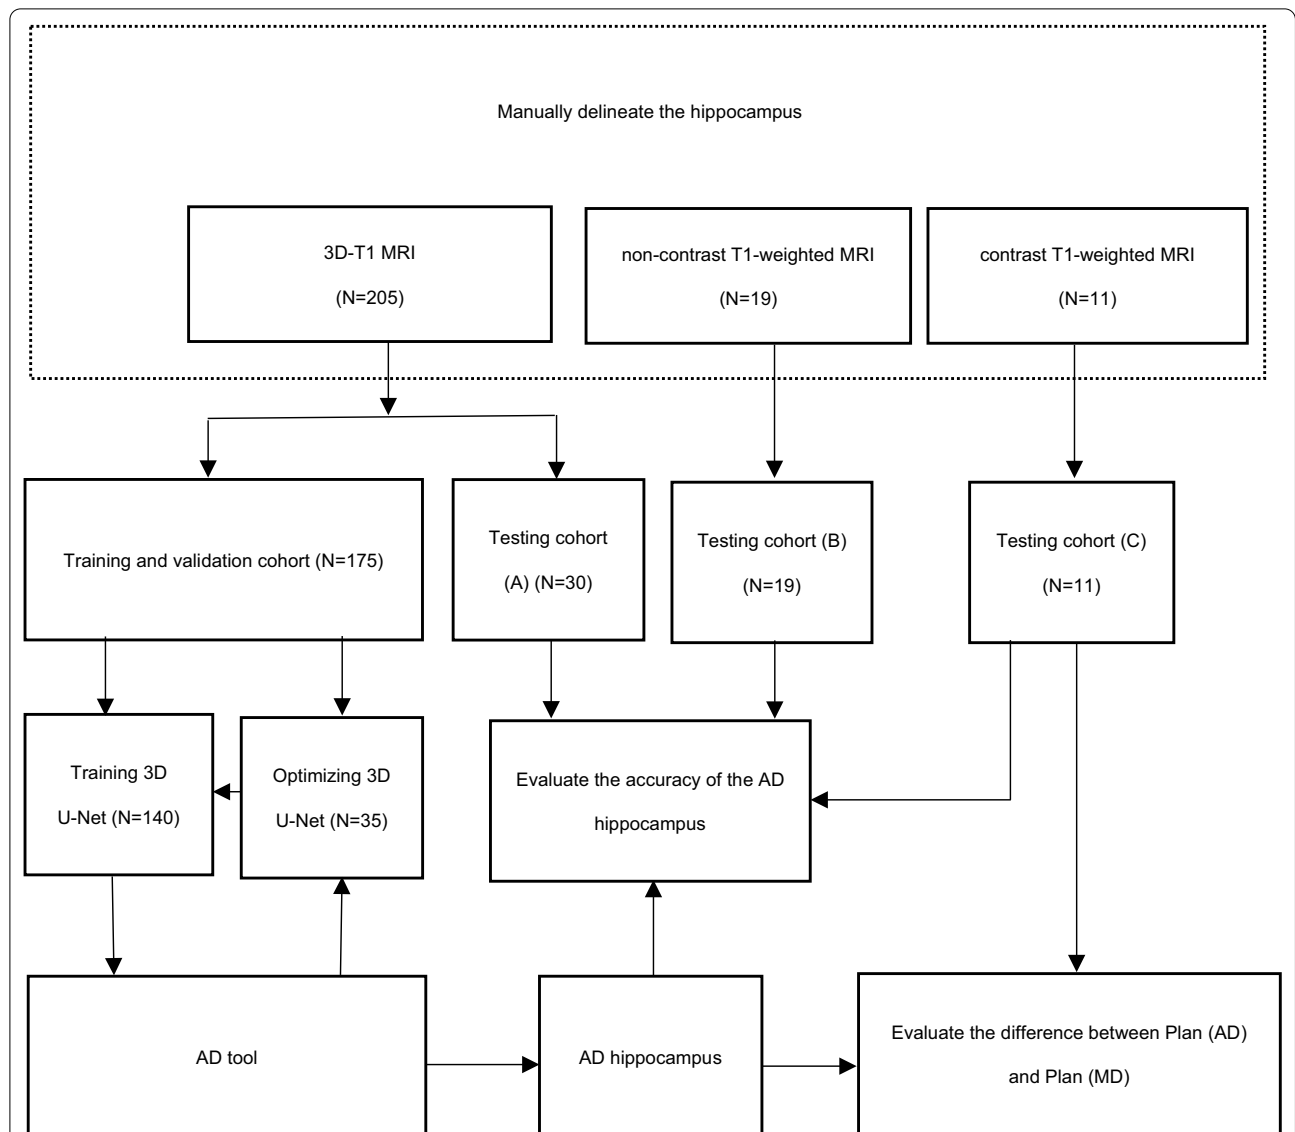 Manually delineate the hippocampus
3D-T1 MRI
(N=205)
non-contrast T1-weighted MRI
(N=19)
contrast T1-weighted MRI
(N=11)
Training and validation cohort (N=175)
Testing cohort
(A) (N=30)
Testing cohort (B)
(N=19)
Testing cohort (C)
(N=11)
Training 3D
U-Net (N=140)
Optimizing 3D
U-Net (N=35)
Evaluate the accuracy of the AD
hippocampus
AD tool
AD hippocampus
Evaluate the difference between Plan (AD)
and Plan (MD)